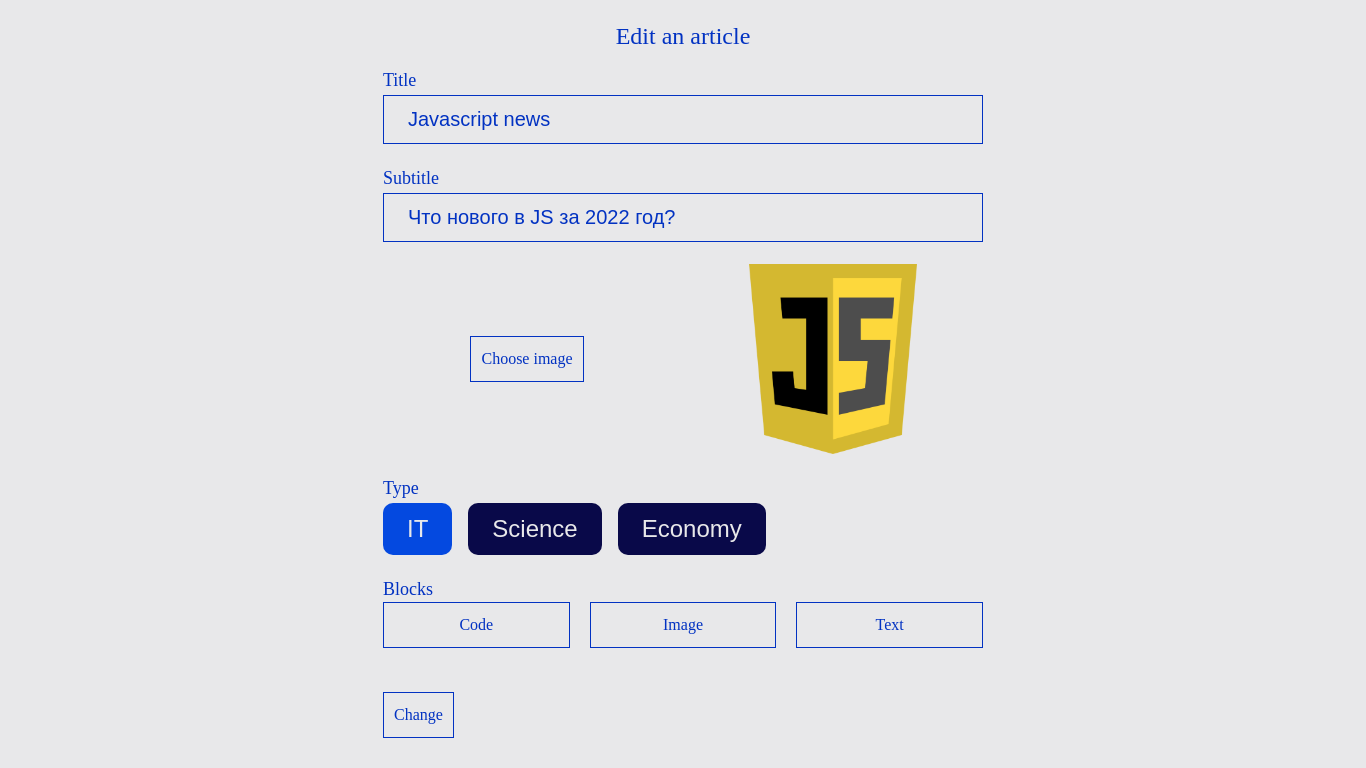 Edit an article
Title
Javascript news
Subtitle
Что нового в JS за 2022 год?
Choose image
JS
Type
IT Science Economy
Blocks
Code Image Text
Change